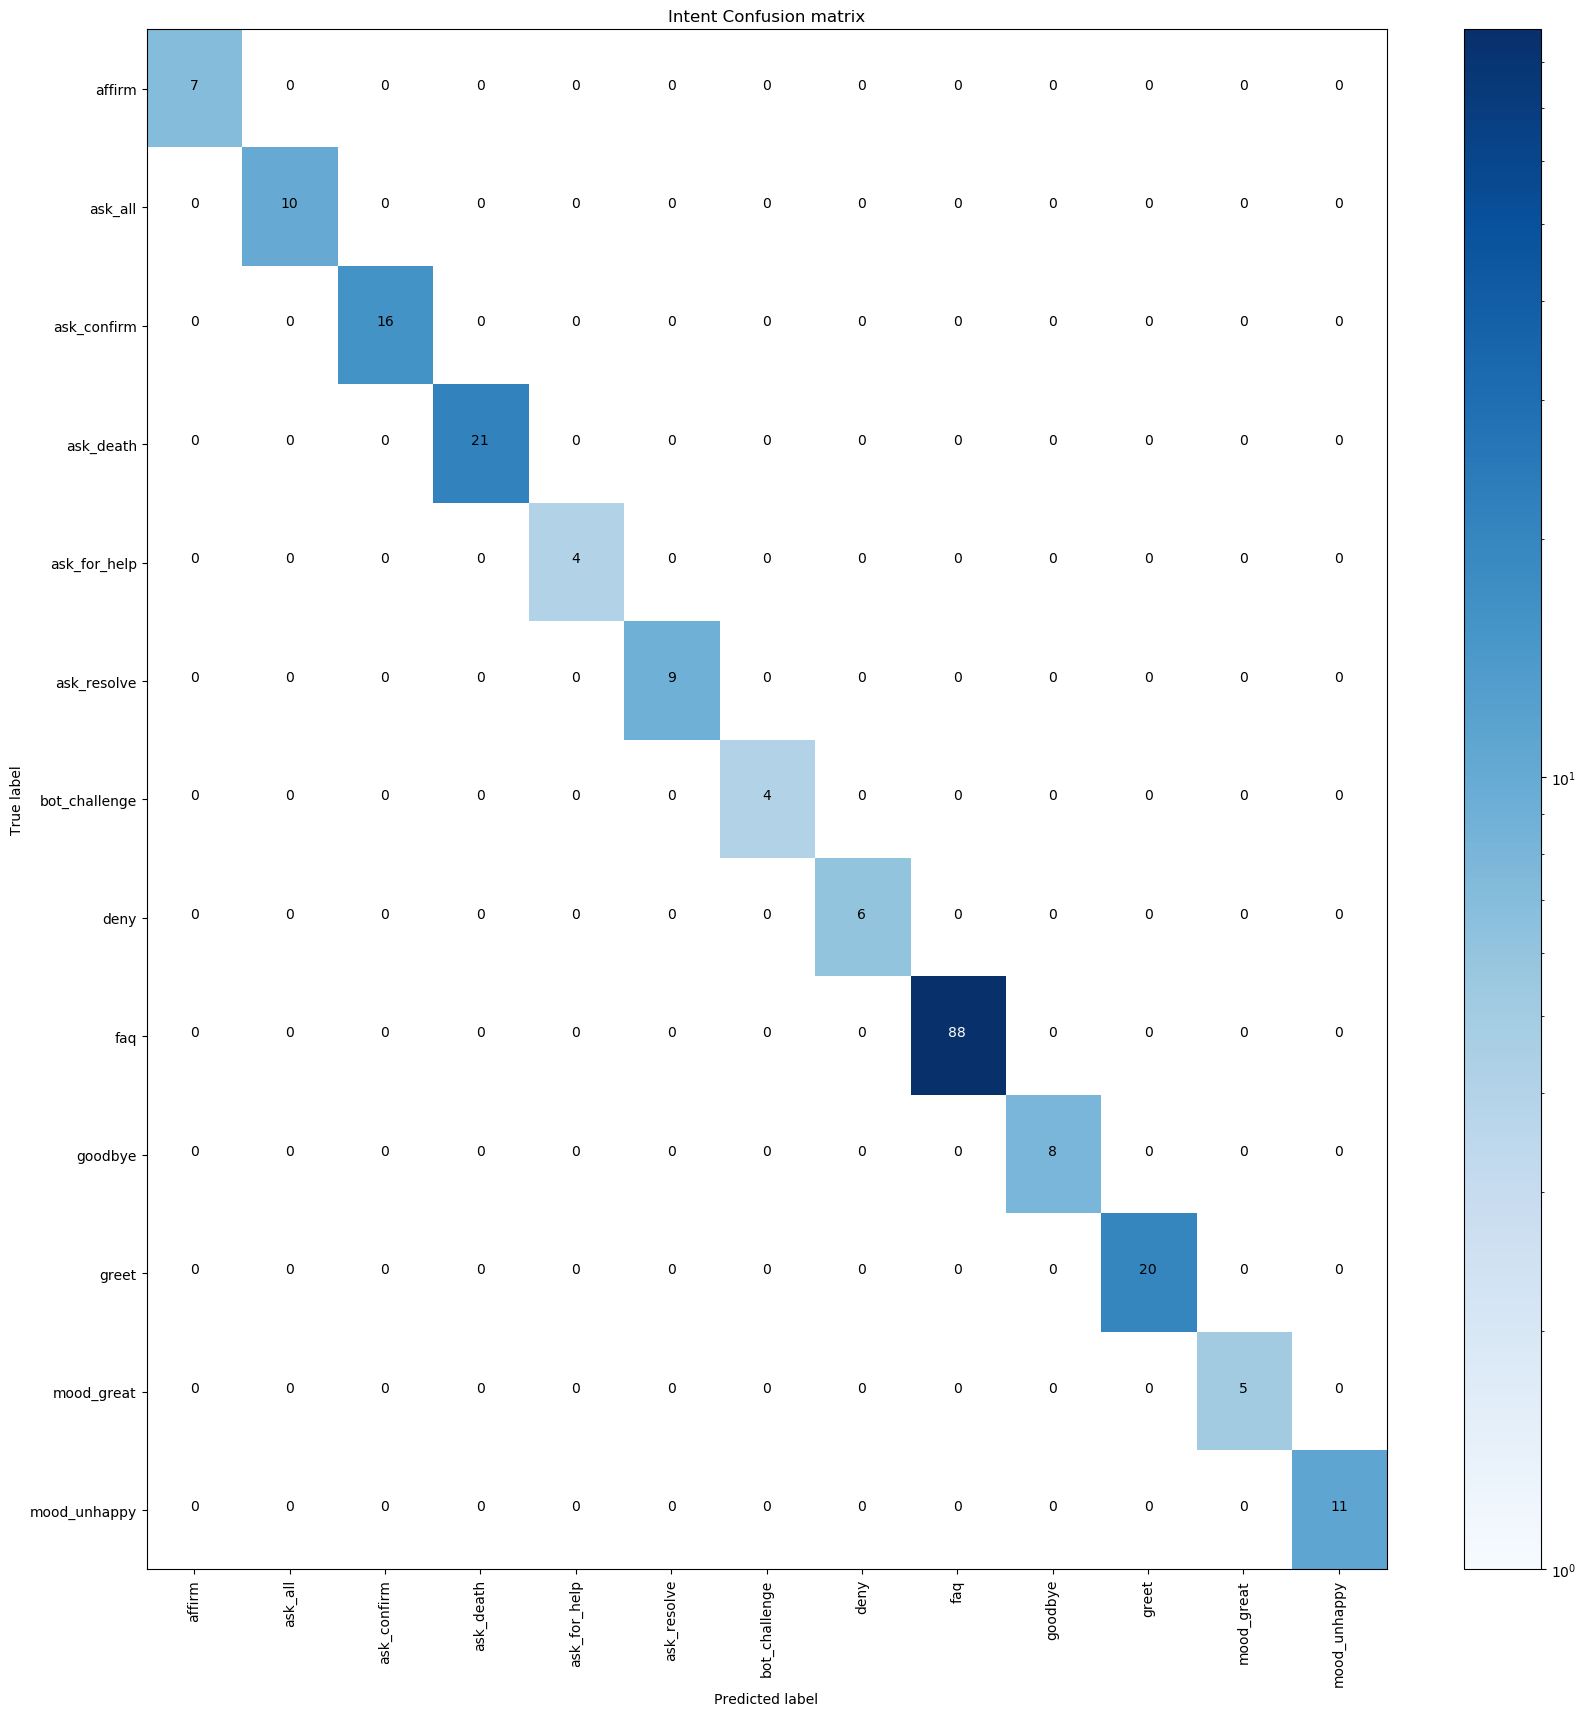 Intent Confusion matrix
True label
affirm 7 0 0 0 0 0 0 0 0 0 0 0 0
ask_all 0 10 0 0 0 0 0 0 0 0 0 0 0
ask_confirm 0 0 16 0 0 0 0 0 0 0 0 0 0
ask_death 0 0 0 21 0 0 0 0 0 0 0 0 0
ask_for_help 0 0 0 0 4 0 0 0 0 0 0 0 0
ask_resolve 0 0 0 0 0 9 0 0 0 0 0 0 0
bot_challenge 0 0 0 0 0 0 4 0 0 0 0 0 0
deny 0 0 0 0 0 0 0 6 0 0 0 0 0
faq 0 0 0 0 0 0 0 0 88 0 0 0 0
goodbye 0 0 0 0 0 0 0 0 0 8 0 0 0
greet 0 0 0 0 0 0 0 0 0 0 20 0 0
mood_great 0 0 0 0 0 0 0 0 0 0 0 5 0
mood_unhappy 0 0 0 0 0 0 0 0 0 0 0 0 11
affirm
ask_all
ask_confirm
ask_death
ask_for_help
ask_resolve
bot_challenge
deny
faq
goodbye
greet
mood_great
mood_unhappy
Predicted label
10¹
10⁰